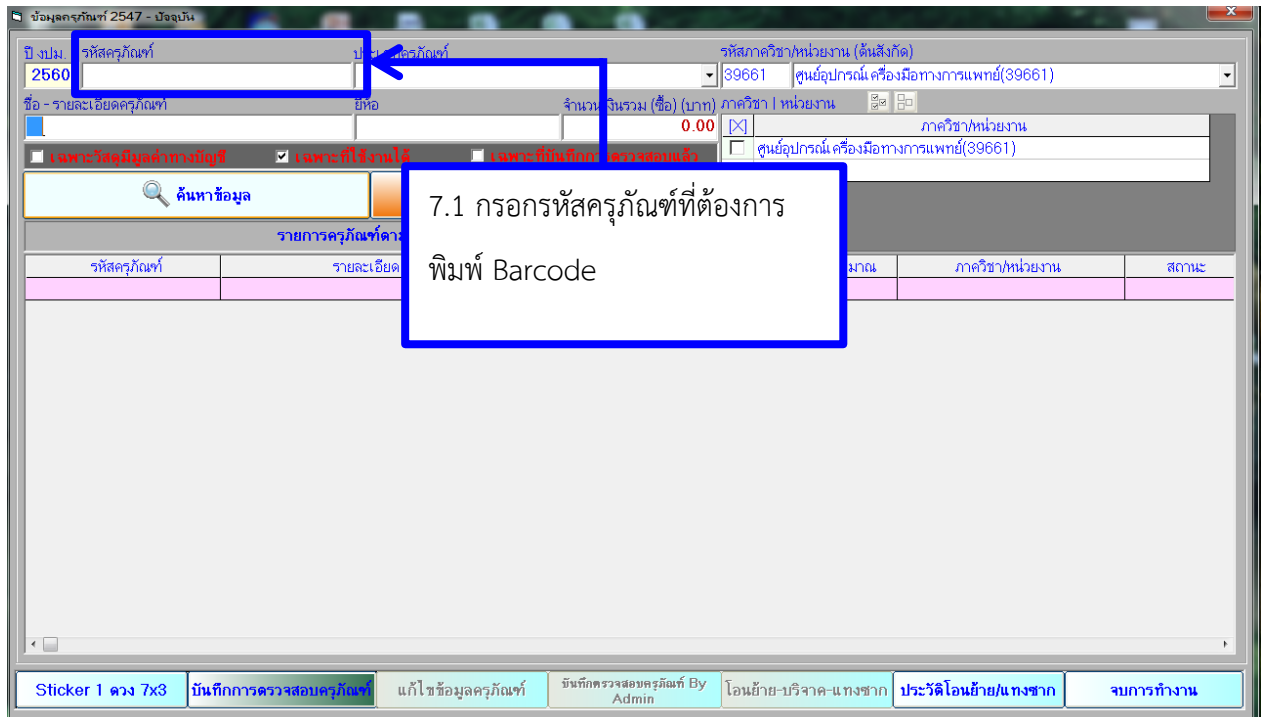 ข้อมูลครุภัณฑ์ 2547 - ปัจจุบัน
ปี งปม. รหัสครุภัณฑ์ รหัสภาควิชา/หน่วยงาน (ต้นสังกัด)
2560 39661 ศูนย์อุปกรณ์เครื่องมือทางการแพทย์(39661)
ชื่อ - รายละเอียดครุภัณฑ์ ยี่ห้อ (ซื้อ) (บาท) ภาควิชา | หน่วยงาน
0.00 [X] ภาควิชา/หน่วยงาน
เฉพาะวัสดุมีมูลค่าทางบัญชี เฉพาะที่ใช้งานได้ ศูนย์อุปกรณ์เครื่องมือทางการแพทย์(39661)
ค้นหาข้อมูล
7.1 กรอกรหัสครุภัณฑ์ที่ต้องการ
พิมพ์ Barcode
รหัสครุภัณฑ์ ภาควิชา/หน่วยงาน สถานะ
Sticker 1 ดวง 7x3 บันทึกการตรวจสอบครุภัณฑ์ แก้ไขข้อมูลครุภัณฑ์ บันทึกตรวจสอบครุภัณฑ์ By Admin โอนย้าย-บริจาค-แทงซาก ประวัติโอนย้าย/แทงซาก จบการทำงาน